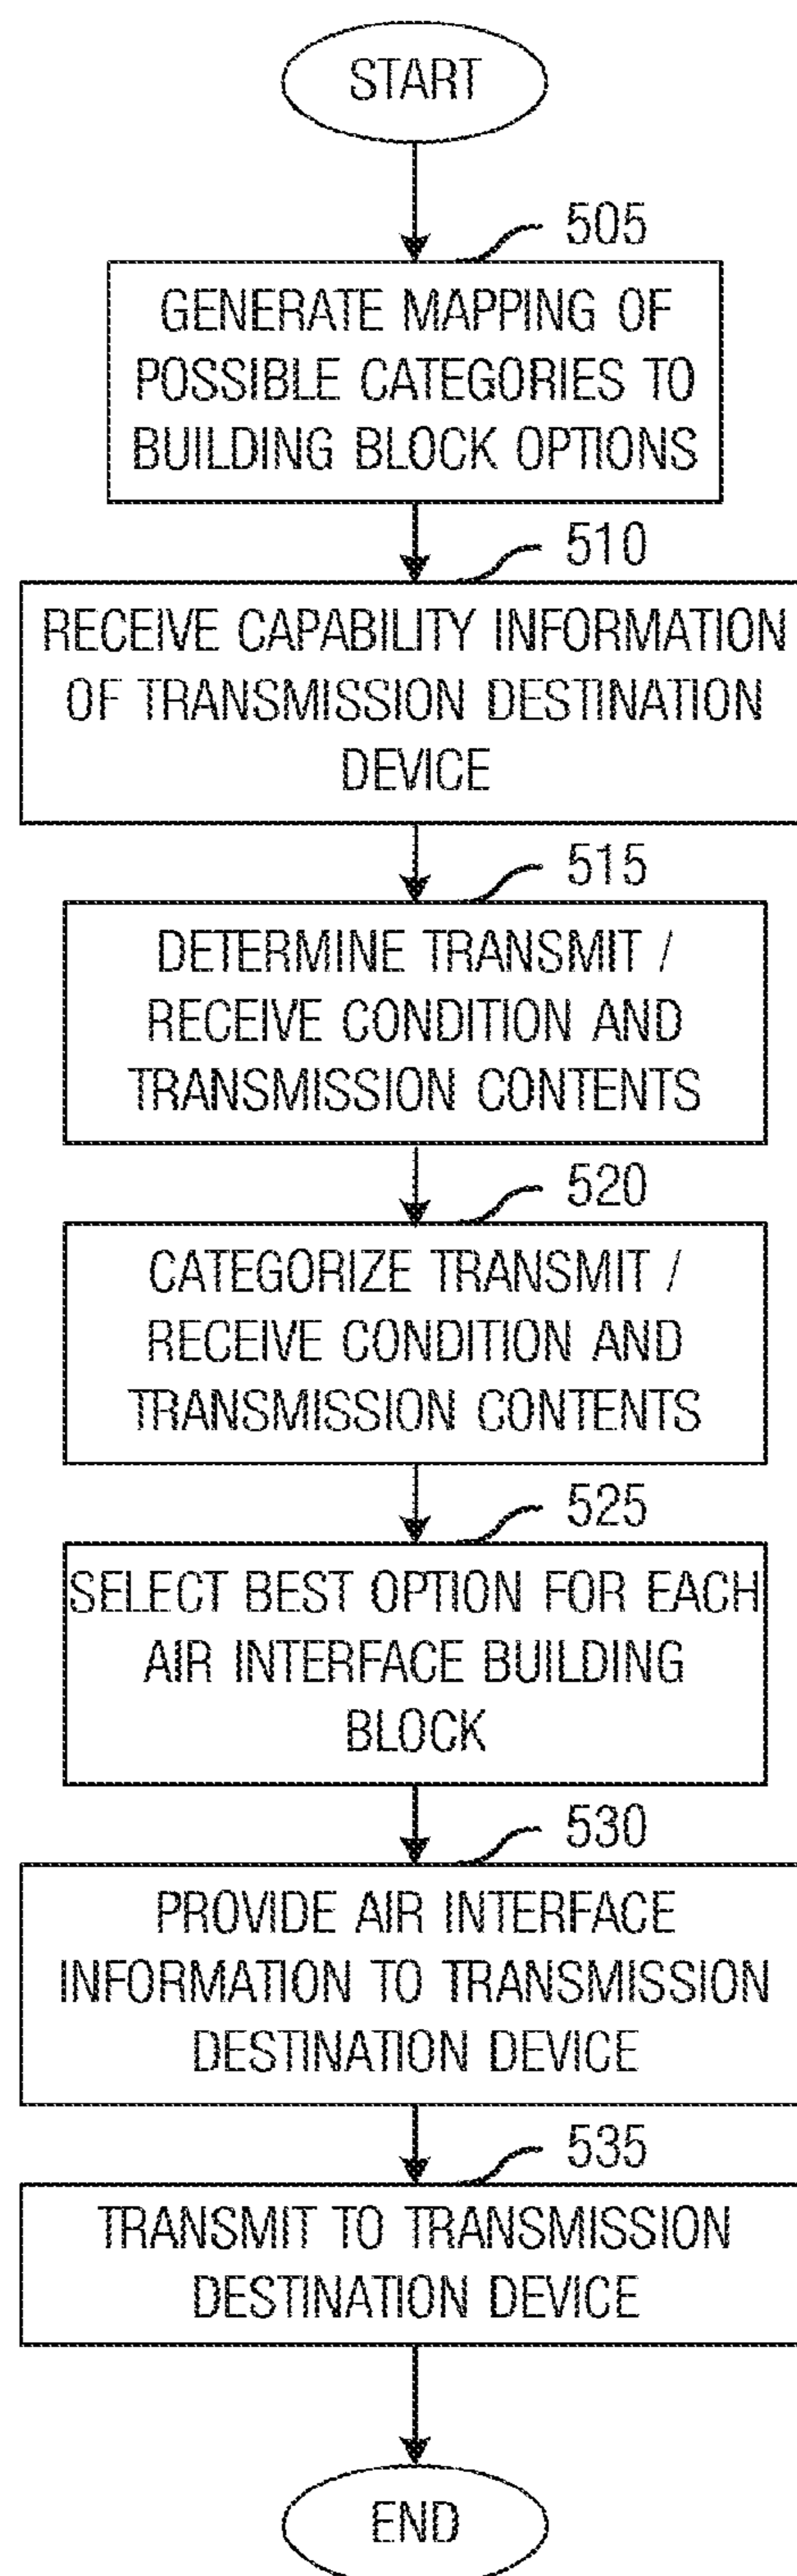 START
505
GENERATE MAPPING OF
POSSIBLE CATEGORIES TO
BUILDING BLOCK OPTIONS
510
RECEIVE CAPABILITY INFORMATION
OF TRANSMISSION DESTINATION
DEVICE
515
DETERMINE TRANSMIT /
RECEIVE CONDITION AND
TRANSMISSION CONTENTS
520
CATEGORIZE TRANSMIT /
RECEIVE CONDITION AND
TRANSMISSION CONTENTS
525
SELECT BEST OPTION FOR EACH
AIR INTERFACE BUILDING
BLOCK
530
PROVIDE AIR INTERFACE
INFORMATION TO TRANSMISSION
DESTINATION DEVICE
535
TRANSMIT TO TRANSMISSION
DESTINATION DEVICE
END